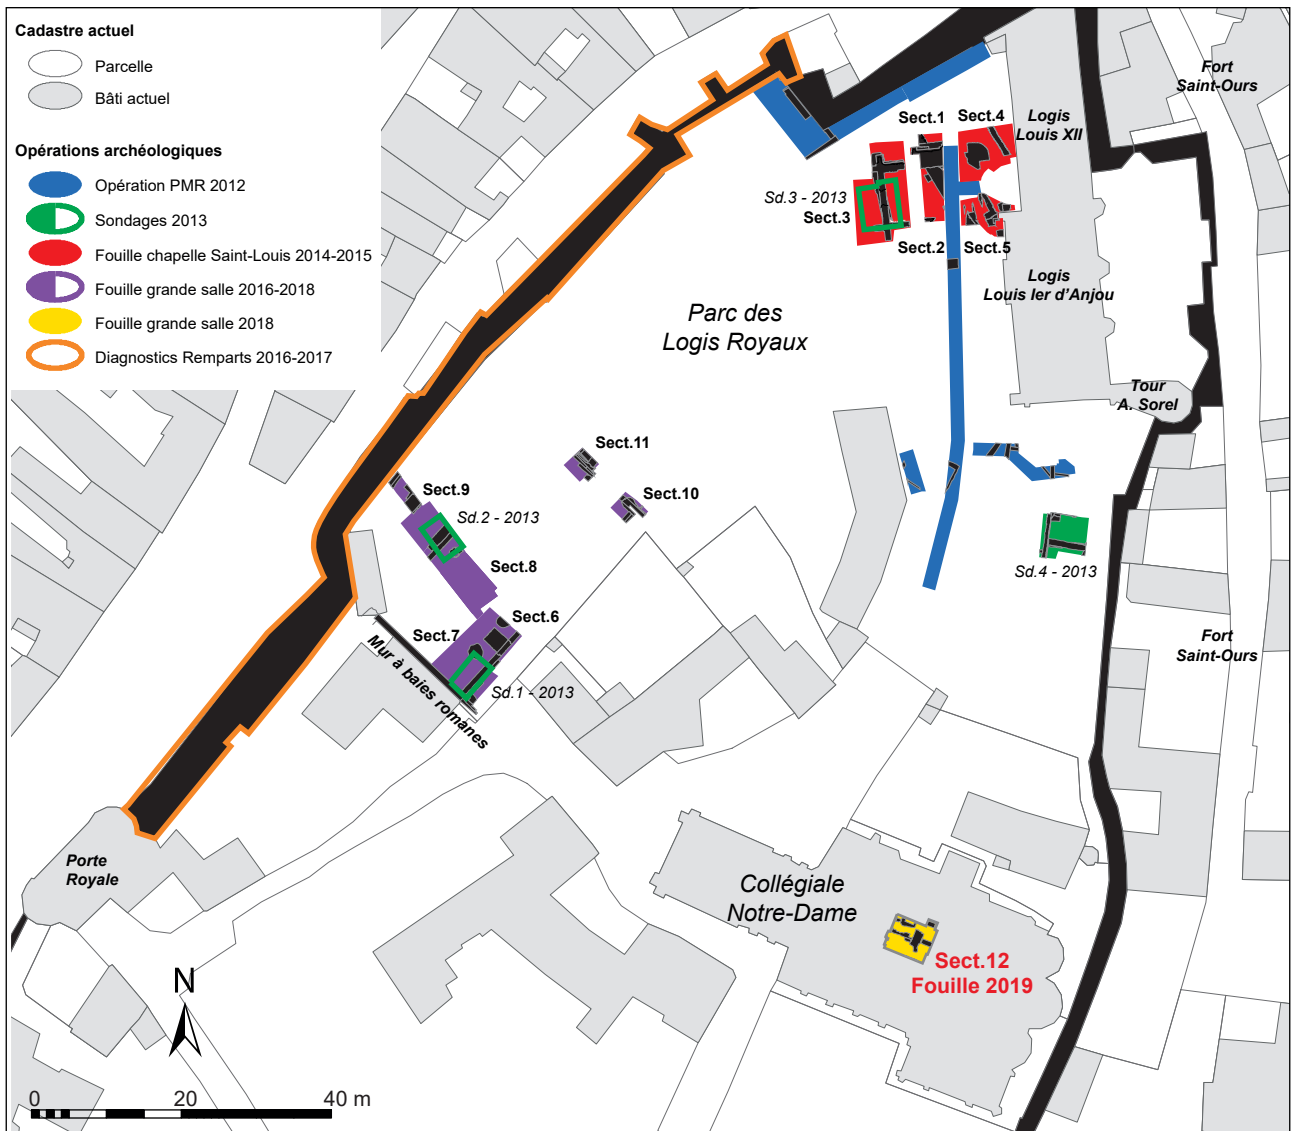 Cadastre actuel
Parcelle
Bâti actuel
Opérations archéologiques
Opération PMR 2012
Sondages 2013
Fouille chapelle Saint-Louis 2014-2015
Fouille grande salle 2016-2018
Fouille grande salle 2018
Diagnostics Remparts 2016-2017
Fort
Saint-Ours
Sect.1
Sect.4
Logis
Louis XII
Sd.3 - 2013
Sect.3
Sect.2
Sect.5
Logis
Louis Ier d'Anjou
Parc des
Logis Royaux
Tour
A. Sorel
Sect.11
Sect.9
Sect.10
Sd.2 - 2013
Sect.8
Sd.4 - 2013
Sect.6
Sect.7
Mur à baies romanes
Sd.1 - 2013
Fort
Saint-Ours
Porte
Royale
Collégiale
Notre-Dame
Sect.12
Fouille 2019
N
0 20 40 m